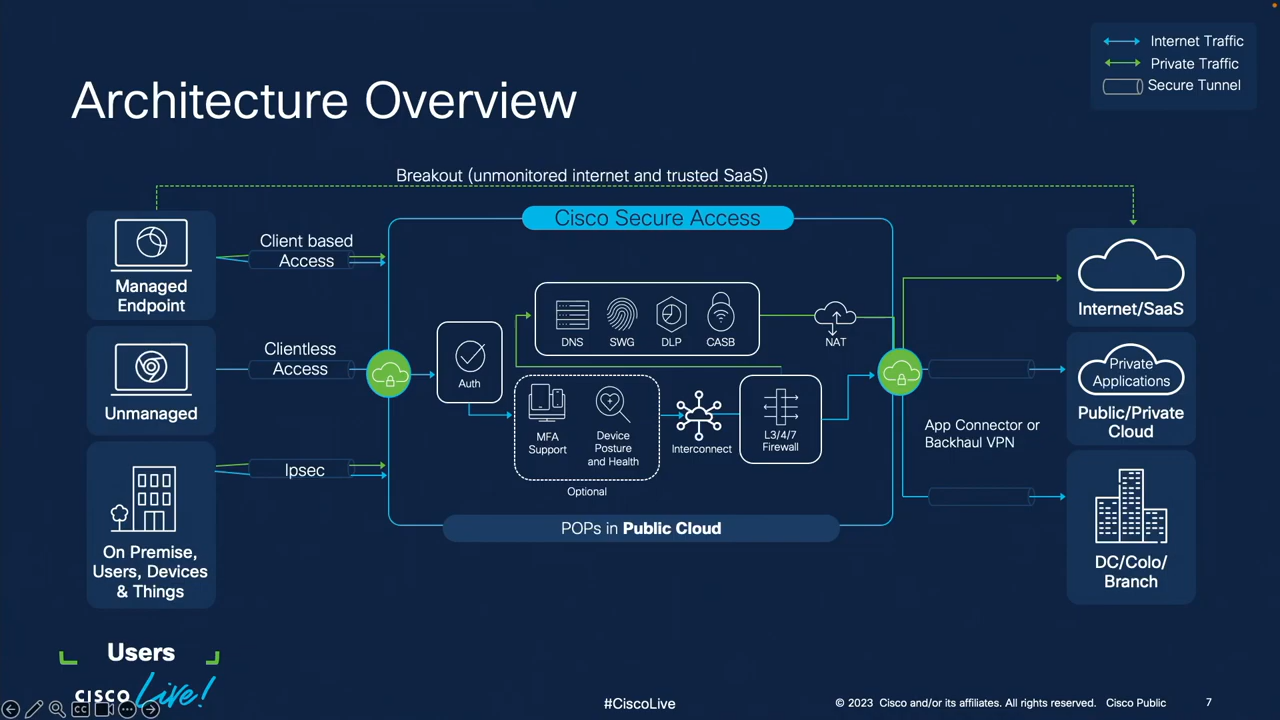 Internet Traffic
Private Traffic
Secure Tunnel
Architecture Overview
Breakout (unmonitored internet and trusted SaaS)
Cisco Secure Access
Managed
Endpoint
Client based
Access
Unmanaged
Clientless
Access
On Premise,
Users, Devices
& Things
Ipsec
Auth
DNS
SWG
DLP
CASB
NAT
MFA
Support
Device
Posture
and Health
Optional
Interconnect
L3/4/7
Firewall
POPs in Public Cloud
App Connector or
Backhaul VPN
Internet/SaaS
Private
Applications
Public/Private
Cloud
DC/Colo/
Branch
Users
CISCO Live!
CC
#CiscoLive
© 2023 Cisco and/or its affiliates. All rights reserved. Cisco Public
7